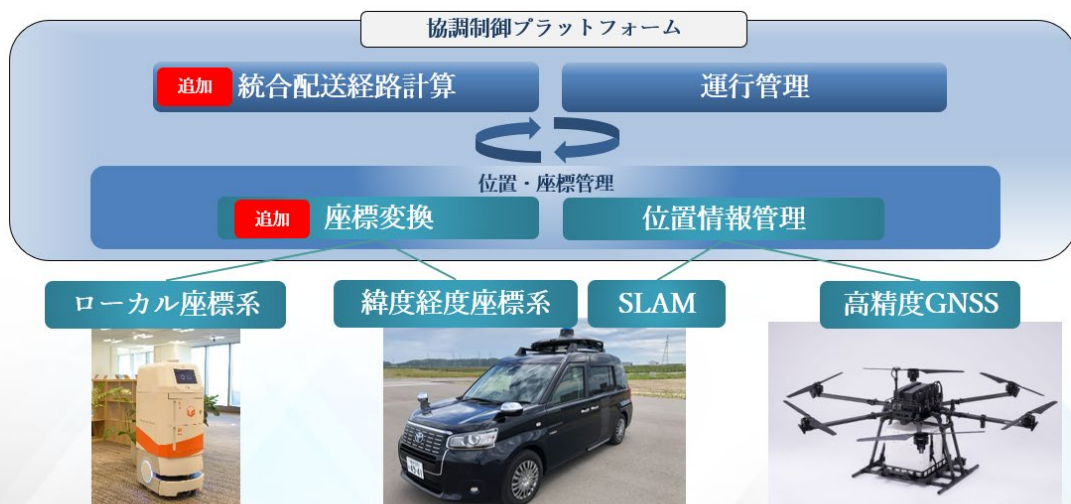 協調制御プラットフォーム
追加 統合配送経路計算
運行管理
位置・座標管理
追加 座標変換
位置情報管理
ローカル座標系
緯度経度座標系
SLAM
高精度GNSS